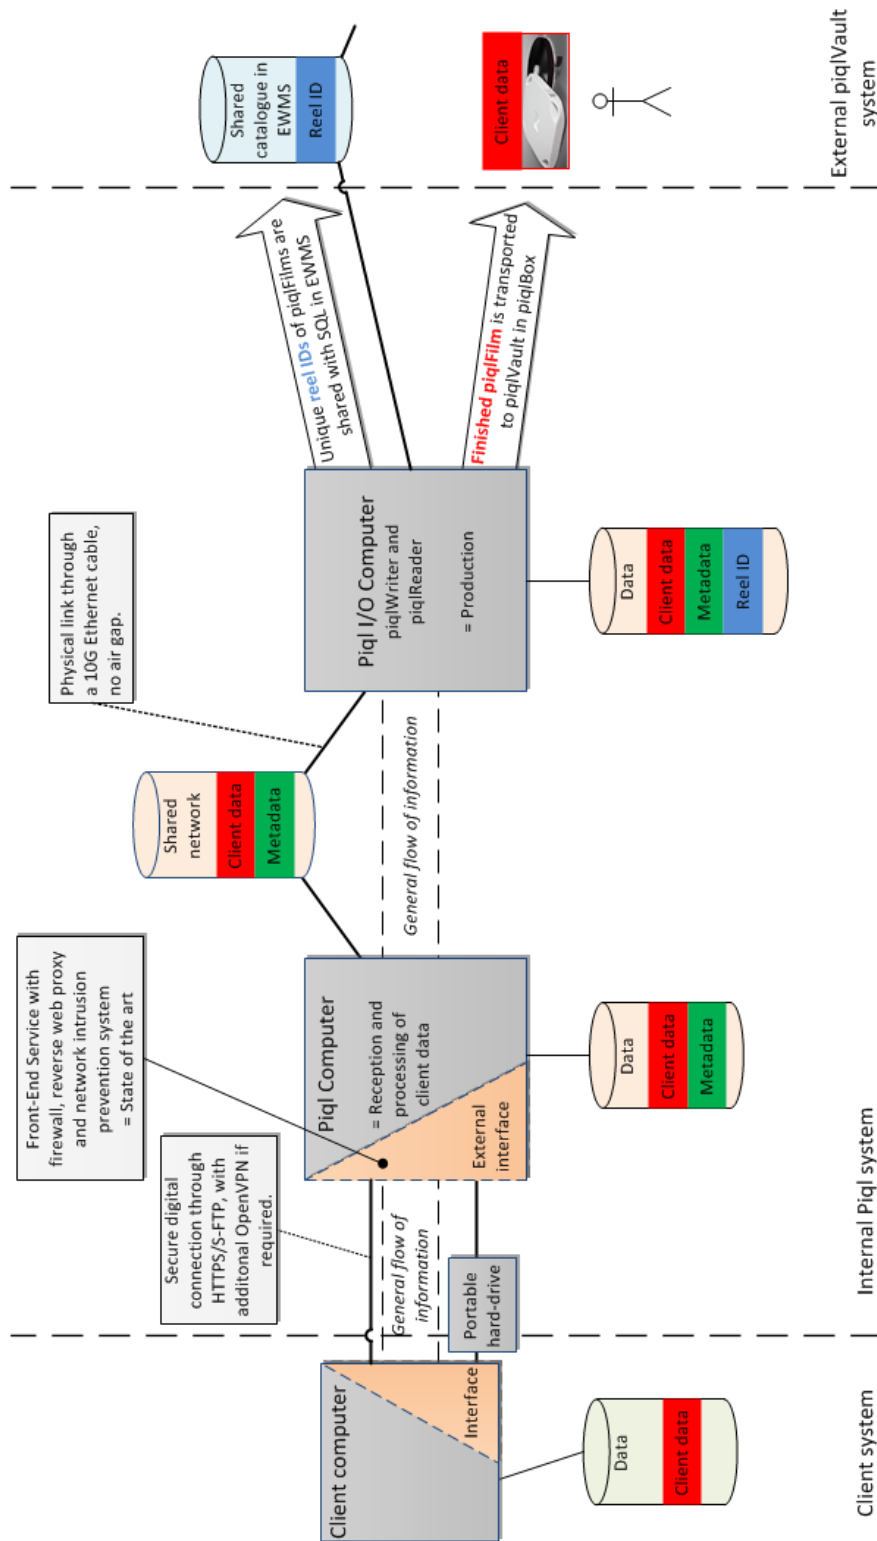 Client system
Internal Piql system
External piqlVault
system
Client computer
Interface
Data
Client data
Portable
hard-drive
General flow of
information
Secure digital
connection through
HTTPS/S-FTP, with
additonal OpenVPN if
required.
Front-End Service with
firewall, reverse web proxy
and network intrusion
prevention system
= State of the art
Piql Computer
= Reception and
processing of
client data
External
interface
Data
Client data
Metadata
Shared
network
Client data
Metadata
General flow of information
Physical link through
a 10G Ethernet cable,
no air gap.
Piql I/O Computer
piqlWriter and
piqlReader
= Production
Data
Client data
Metadata
Reel ID
Unique reel IDs of piqlFilms are
shared with SQL in EWMS
Finished piqlFilm is transported
to piqlVault in piqlBox
Shared
catalogue in
EWMS
Reel ID
Client data